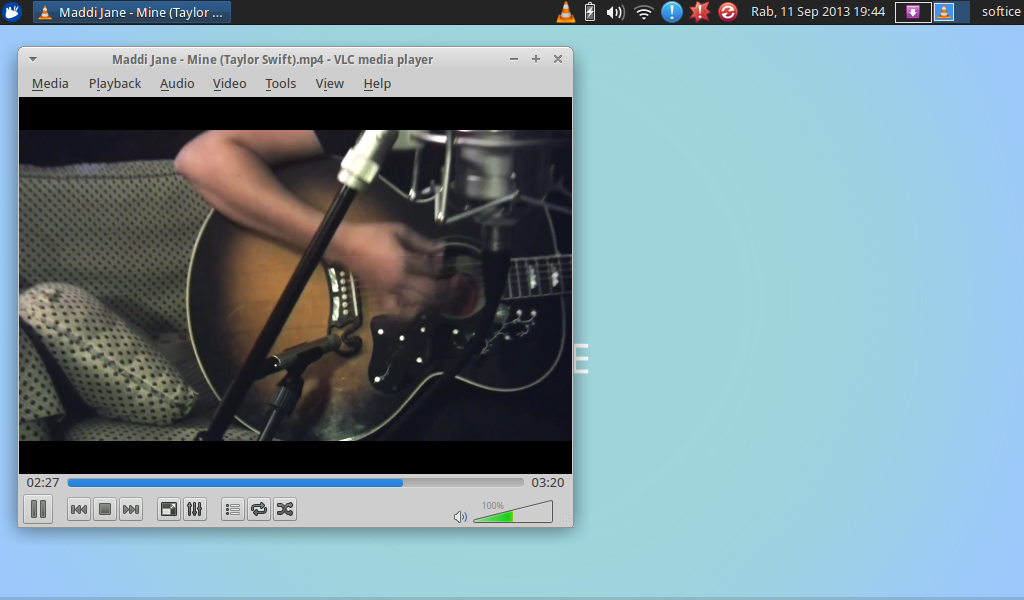 Maddi Jane - Mine (Taylor ...
Rab, 11 Sep 2013 19:44
softice
Maddi Jane - Mine (Taylor Swift).mp4 - VLC media player
Media Playback Audio Video Tools View Help
E
02:27
03:20
100%